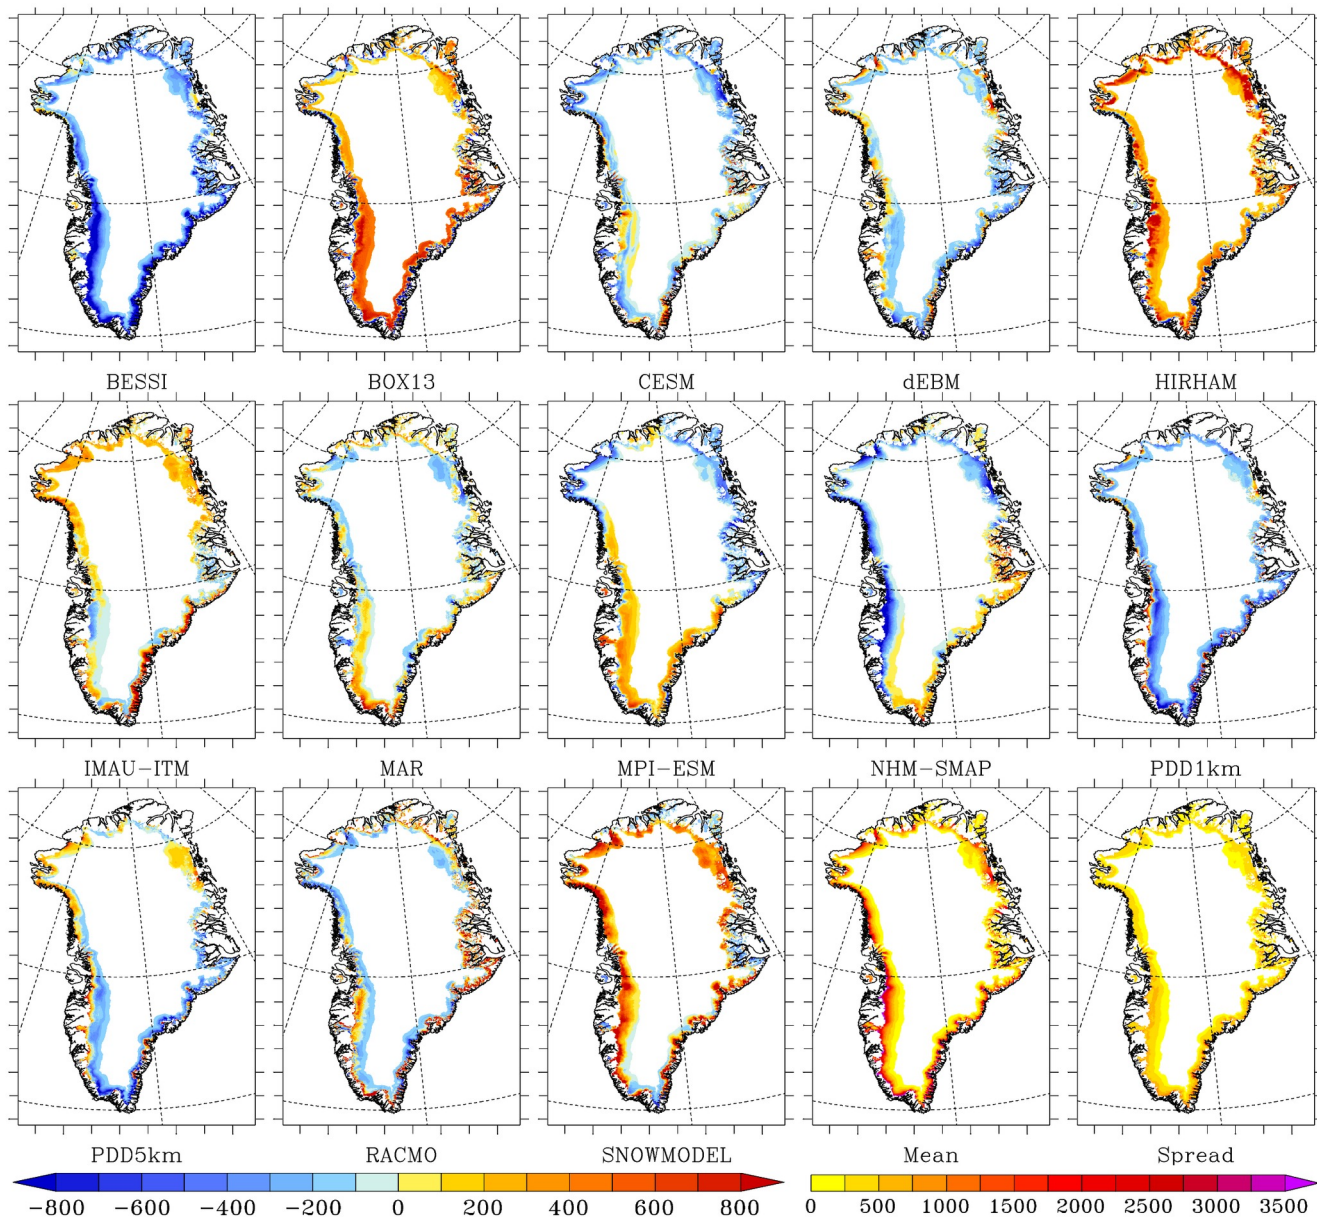 BESSI BOX13 CESM dEBM HIRHAM
IMAU-ITM MAR MPI-ESM NHM-SMAP PDD1km
PDD5km RACMO SNOWMODEL Mean Spread
-800 -600 -400 -200 0 200 400 600 800 0 500 1000 1500 2000 2500 3000 3500